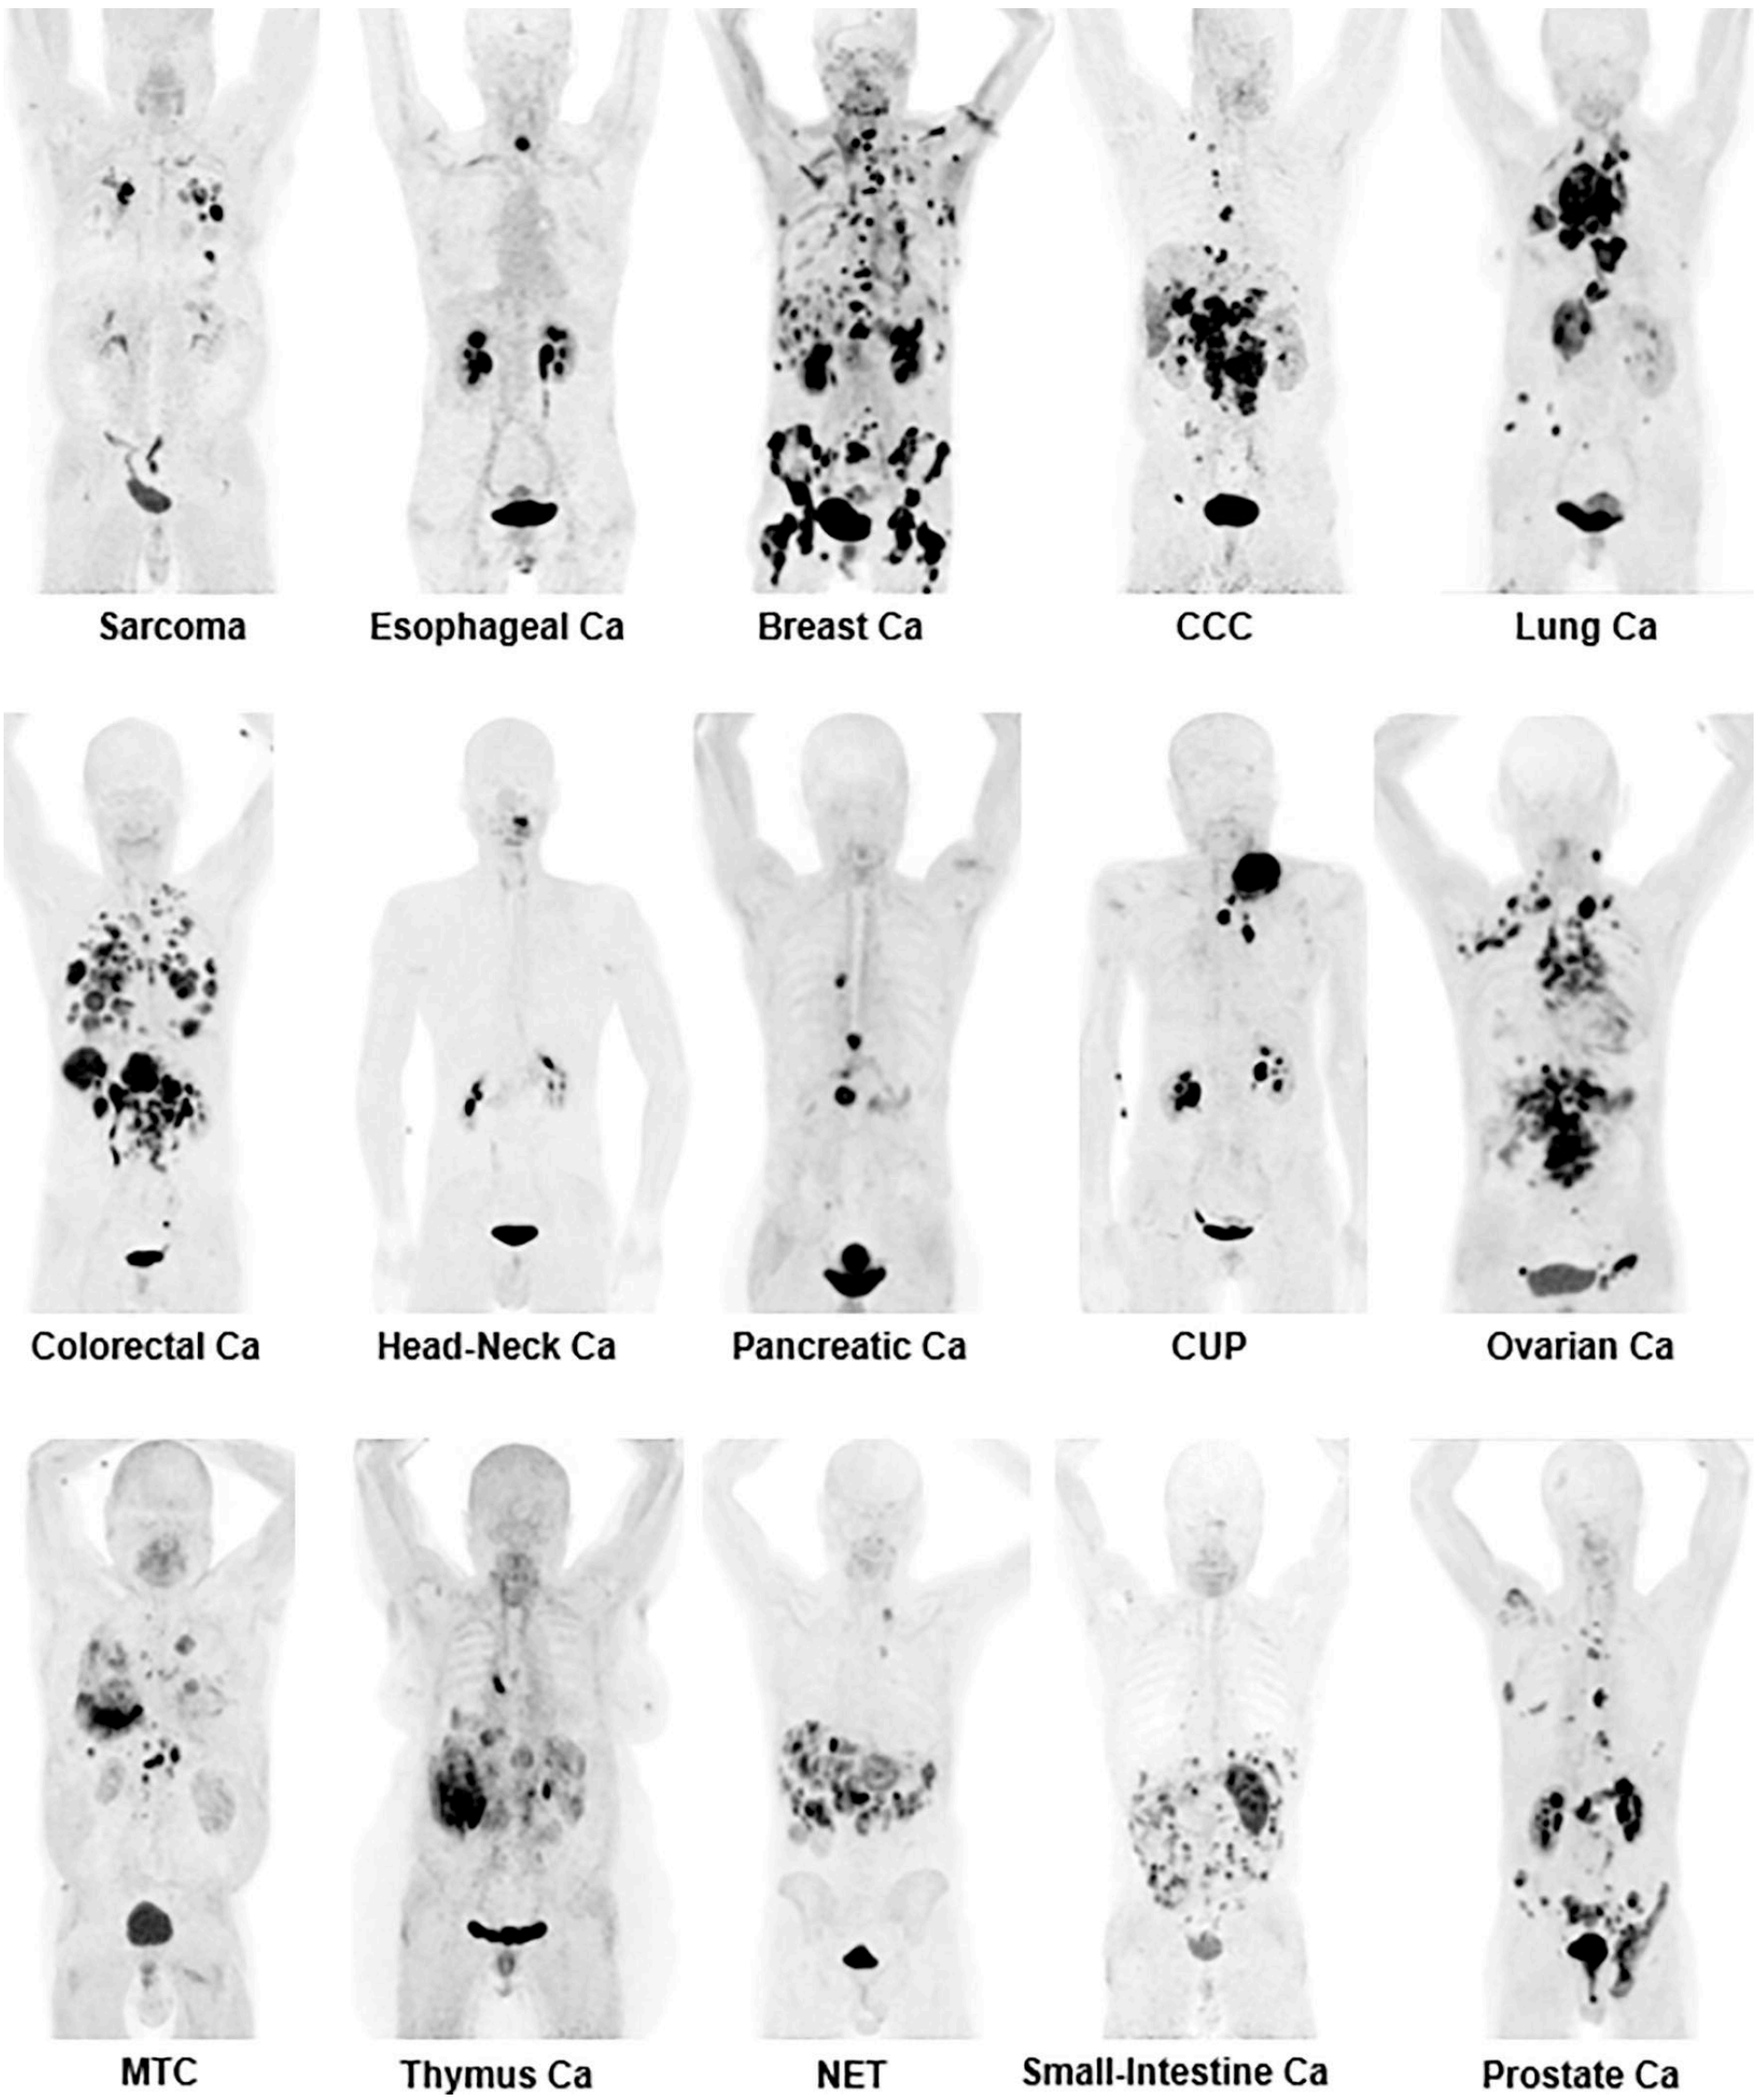 Sarcoma
Esophageal Ca
Breast Ca
CCC
Lung Ca
Colorectal Ca
Head-Neck Ca
Pancreatic Ca
CUP
Ovarian Ca
MTC
Thymus Ca
NET
Small-Intestine Ca
Prostate Ca